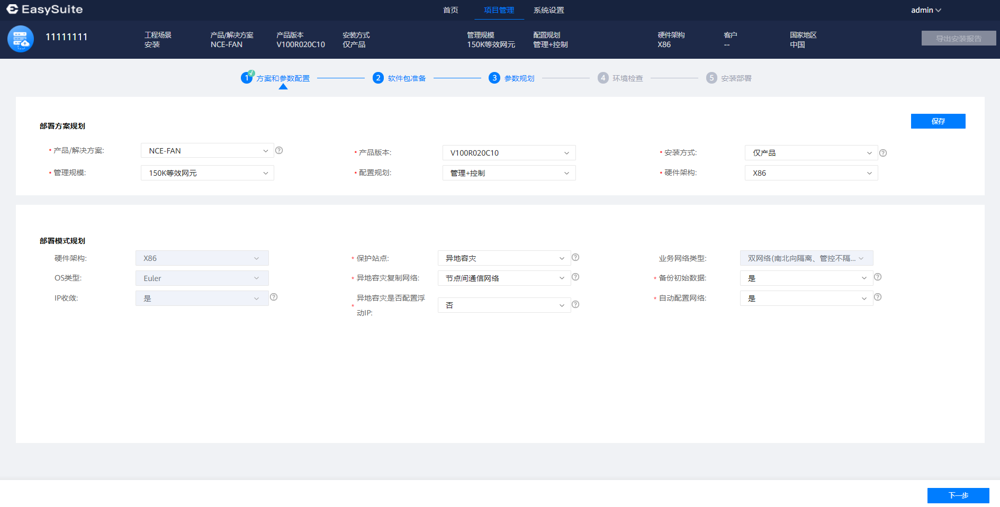 EasySuite
首页
项目管理
系统设置
admin
11111111
工程场景
安装
产品/解决方案
NCE-FAN
产品版本
V100R020C10
安装方式
仅产品
管理规模
150K等效网元
配置规划
管理+控制
硬件架构
X86
客户
--
国家地区
中国
导出安装报告
1 方案和参数配置
2 软件包准备
3 参数规划
4 环境检查
5 安装部署
部署方案规划
保存
* 产品/解决方案: NCE-FAN
* 产品版本: V100R020C10
* 安装方式: 仅产品
* 管理规模: 150K等效网元
* 配置规划: 管理+控制
* 硬件架构: X86
部署模式规划
硬件架构: X86
* 保护站点: 异地容灾
业务网络类型: 双网络(南北向隔离、管控不隔...
OS类型: Euler
* 异地容灾复制网络: 节点间通信网络
* 备份初始数据: 是
IP收敛: 是
* 异地容灾是否配置浮
动IP: 否
* 自动配置网络: 是
下一步